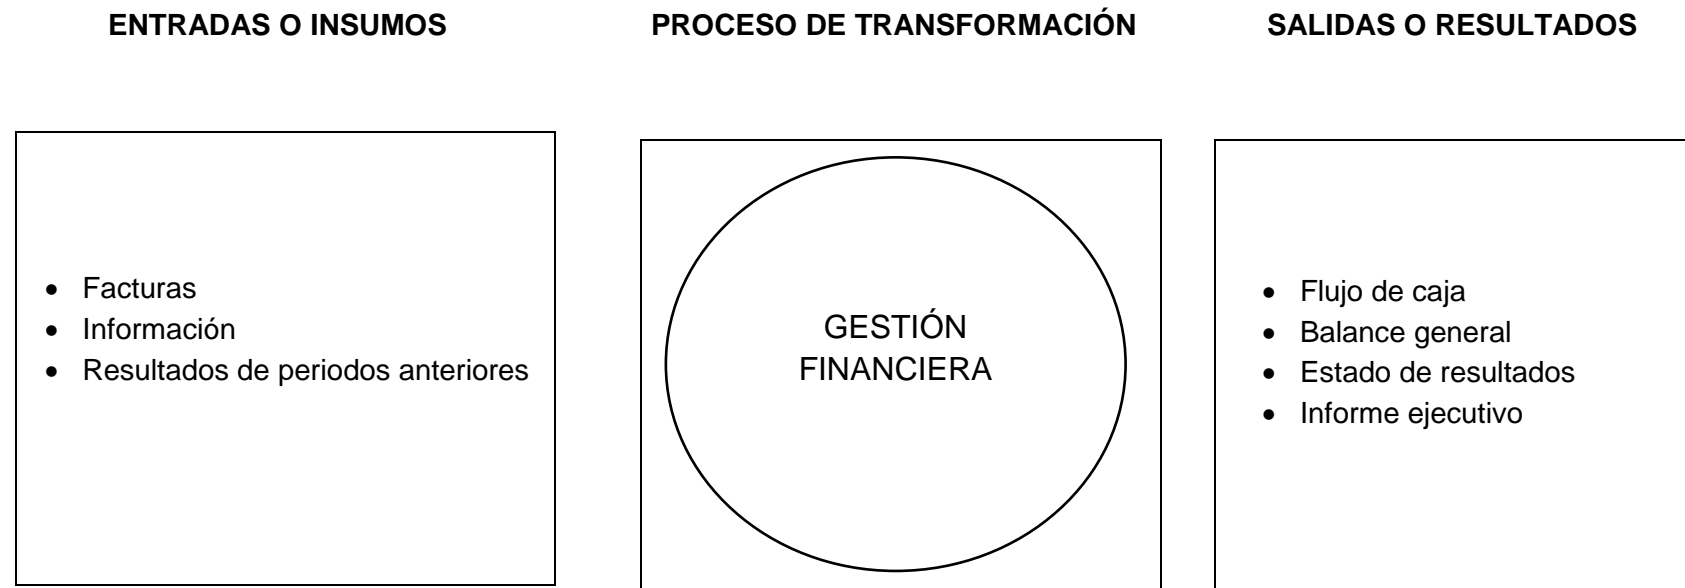 ENTRADAS O INSUMOS
PROCESO DE TRANSFORMACIÓN
SALIDAS O RESULTADOS
• Facturas
• Información
• Resultados de periodos anteriores
GESTIÓN
FINANCIERA
• Flujo de caja
• Balance general
• Estado de resultados
• Informe ejecutivo